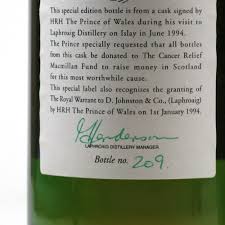 This special edition bottle is from a cask signed by
HRH The Prince of Wales during his visit to
Laphroaig Distillery on Islay in June 1994.
The Prince specially requested that all bottles
from this cask be donated to The Cancer Relief
Macmillan Fund to raise money in Scotland
for this most worthwhile cause.
This special label also recognises the granting of
The Royal Warrant to D. Johnston & Co., (Laphroaig)
by HRH The Prince of Wales on 1st January 1994.
Henderson
LAPHROAIG DISTILLERY MANAGER
Bottle no. 209.